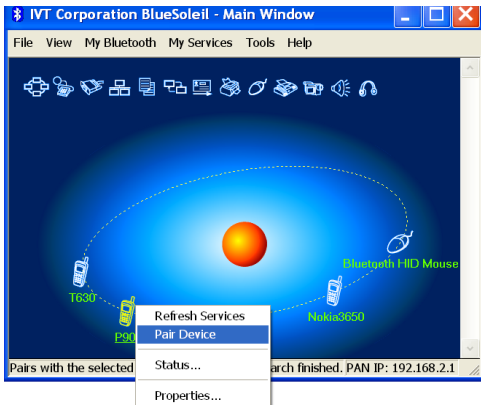 IVT Corporation BlueSoleil - Main Window
File View My Bluetooth My Services Tools Help
Bluetooth HID Mouse
T630
Nokia3650
P90
Refresh Services
Pair Device
Status...
Properties...
Pairs with the selected arch finished. PAN IP: 192.168.2.1